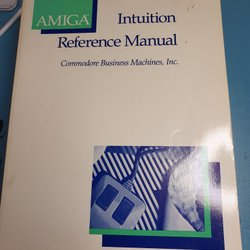 AMIGA Intuition
Reference Manual
Commodore Business Machines, Inc.